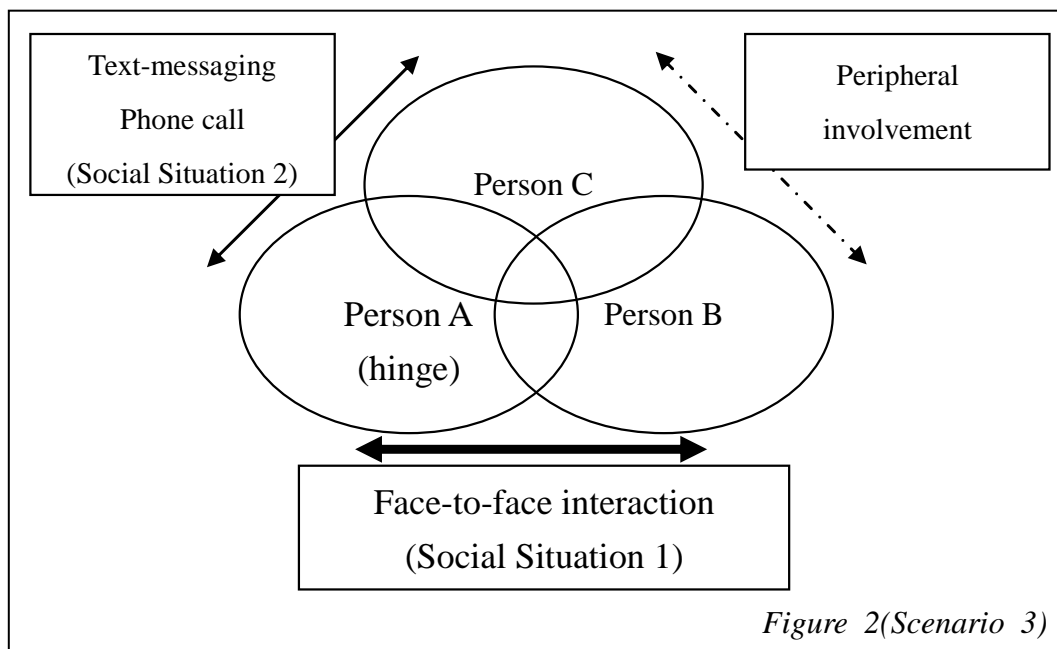 Text-messaging
Phone call
(Social Situation 2)
Peripheral
involvement
Person C
Person A
(hinge)
Person B
Face-to-face interaction
(Social Situation 1)
Figure 2(Scenario 3)